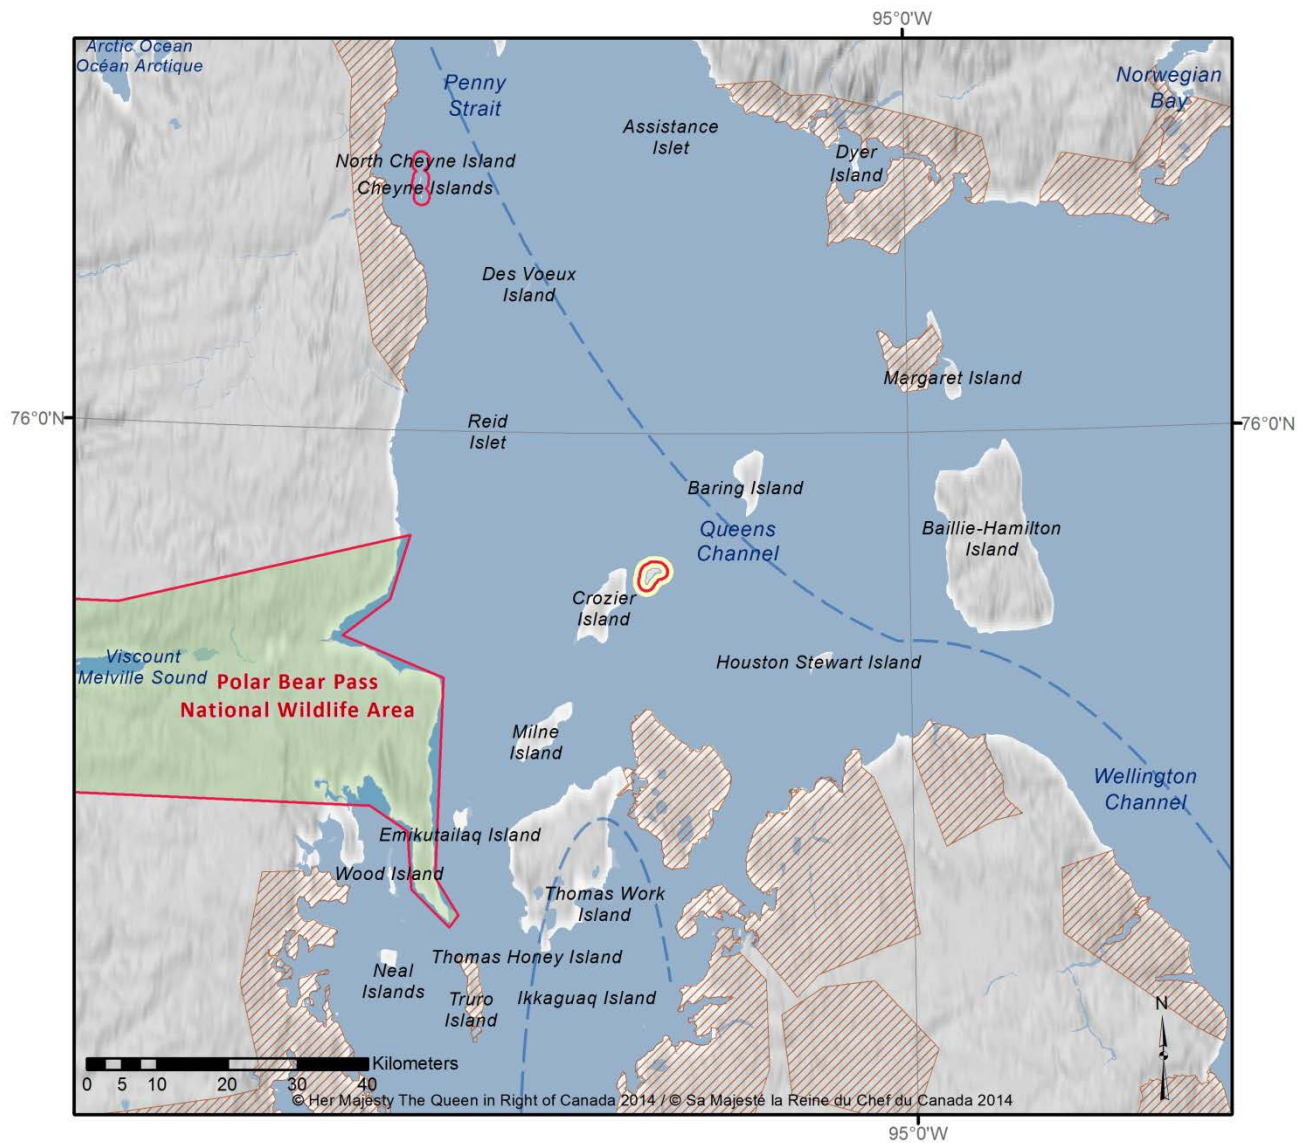 95°0'W
Arctic Ocean
Océan Arctique
Penny
Strait
Norwegian
Bay
Assistance
Islet
North Cheyne Island
Dyer
Island
Cheyne Islands
Des Voeux
Island
Margaret Island
76°0'N
76°0'N
Reid
Islet
Baring Island
Queens
Channel
Baillie-Hamilton
Island
Crozier
Island
Viscount
Melville Sound
Houston Stewart Island
Polar Bear Pass
National Wildlife Area
Milne
Island
Wellington
Channel
Emikutailaq Island
Wood Island
Thomas Work
Island
Thomas Honey Island
Neal
Islands
Truro
Island
Ikkaguaq Island
N
Kilometers
0 5 10 20 30 40
© Her Majesty The Queen in Right of Canada 2014 / © Sa Majesté la Reine du Chef du Canada 2014
95°0'W